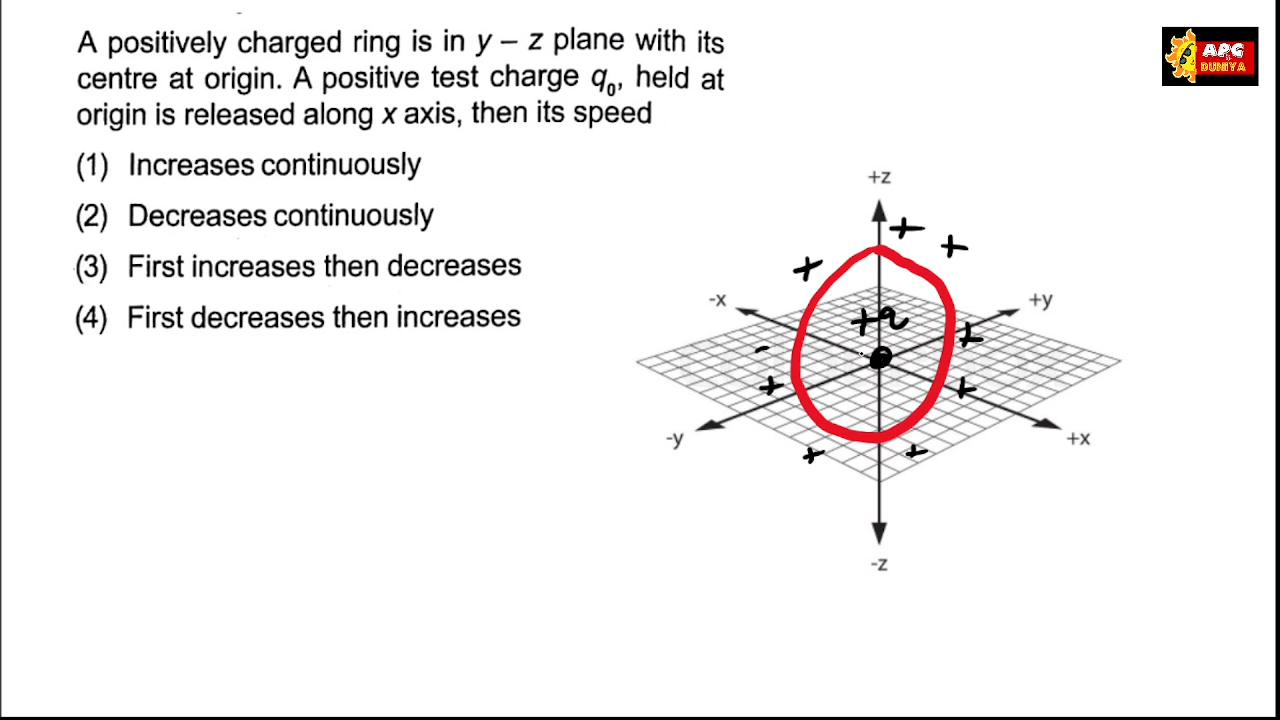 A positively charged ring is in y – z plane with its
centre at origin. A positive test charge q₀, held at
origin is released along x axis, then its speed
(1) Increases continuously
(2) Decreases continuously
(3) First increases then decreases
(4) First decreases then increases
APG
DUNIYA
+z
+ +
+
-x
+y
+q
+
-
+
+
-y
+x
+ +
-z